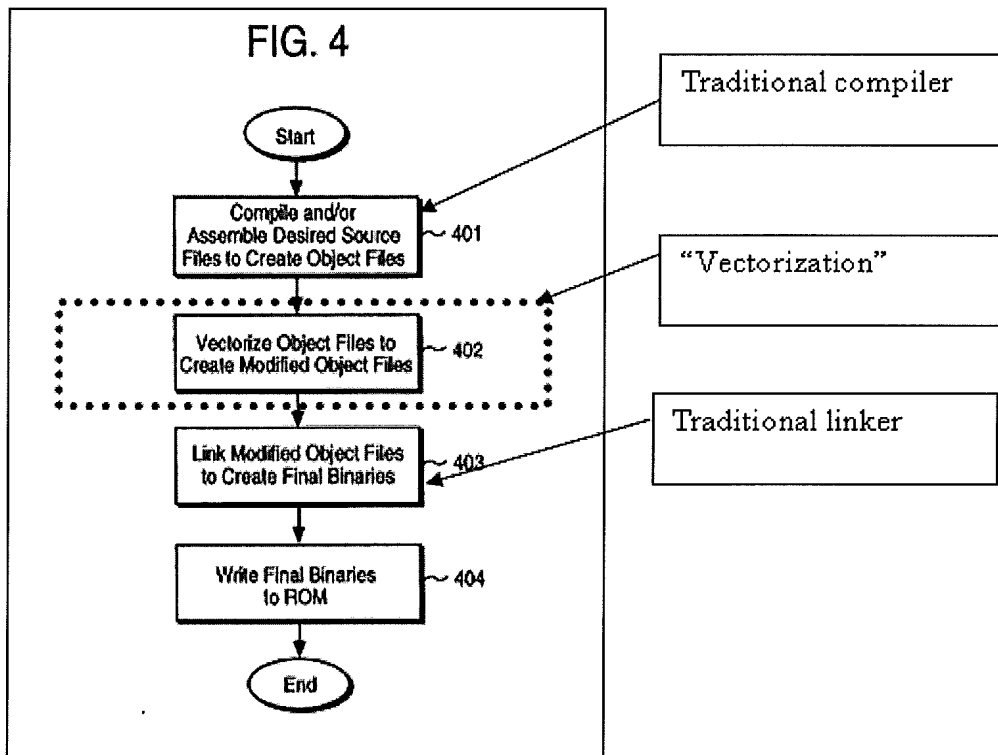 FIG. 4
Start
Compile and/or
Assemble Desired Source
Files to Create Object Files
401
Vectorize Object Files to
Create Modified Object Files
402
Link Modified Object Files
to Create Final Binaries
403
Write Final Binaries
to ROM
404
End
Traditional compiler
“Vectorization”
Traditional linker